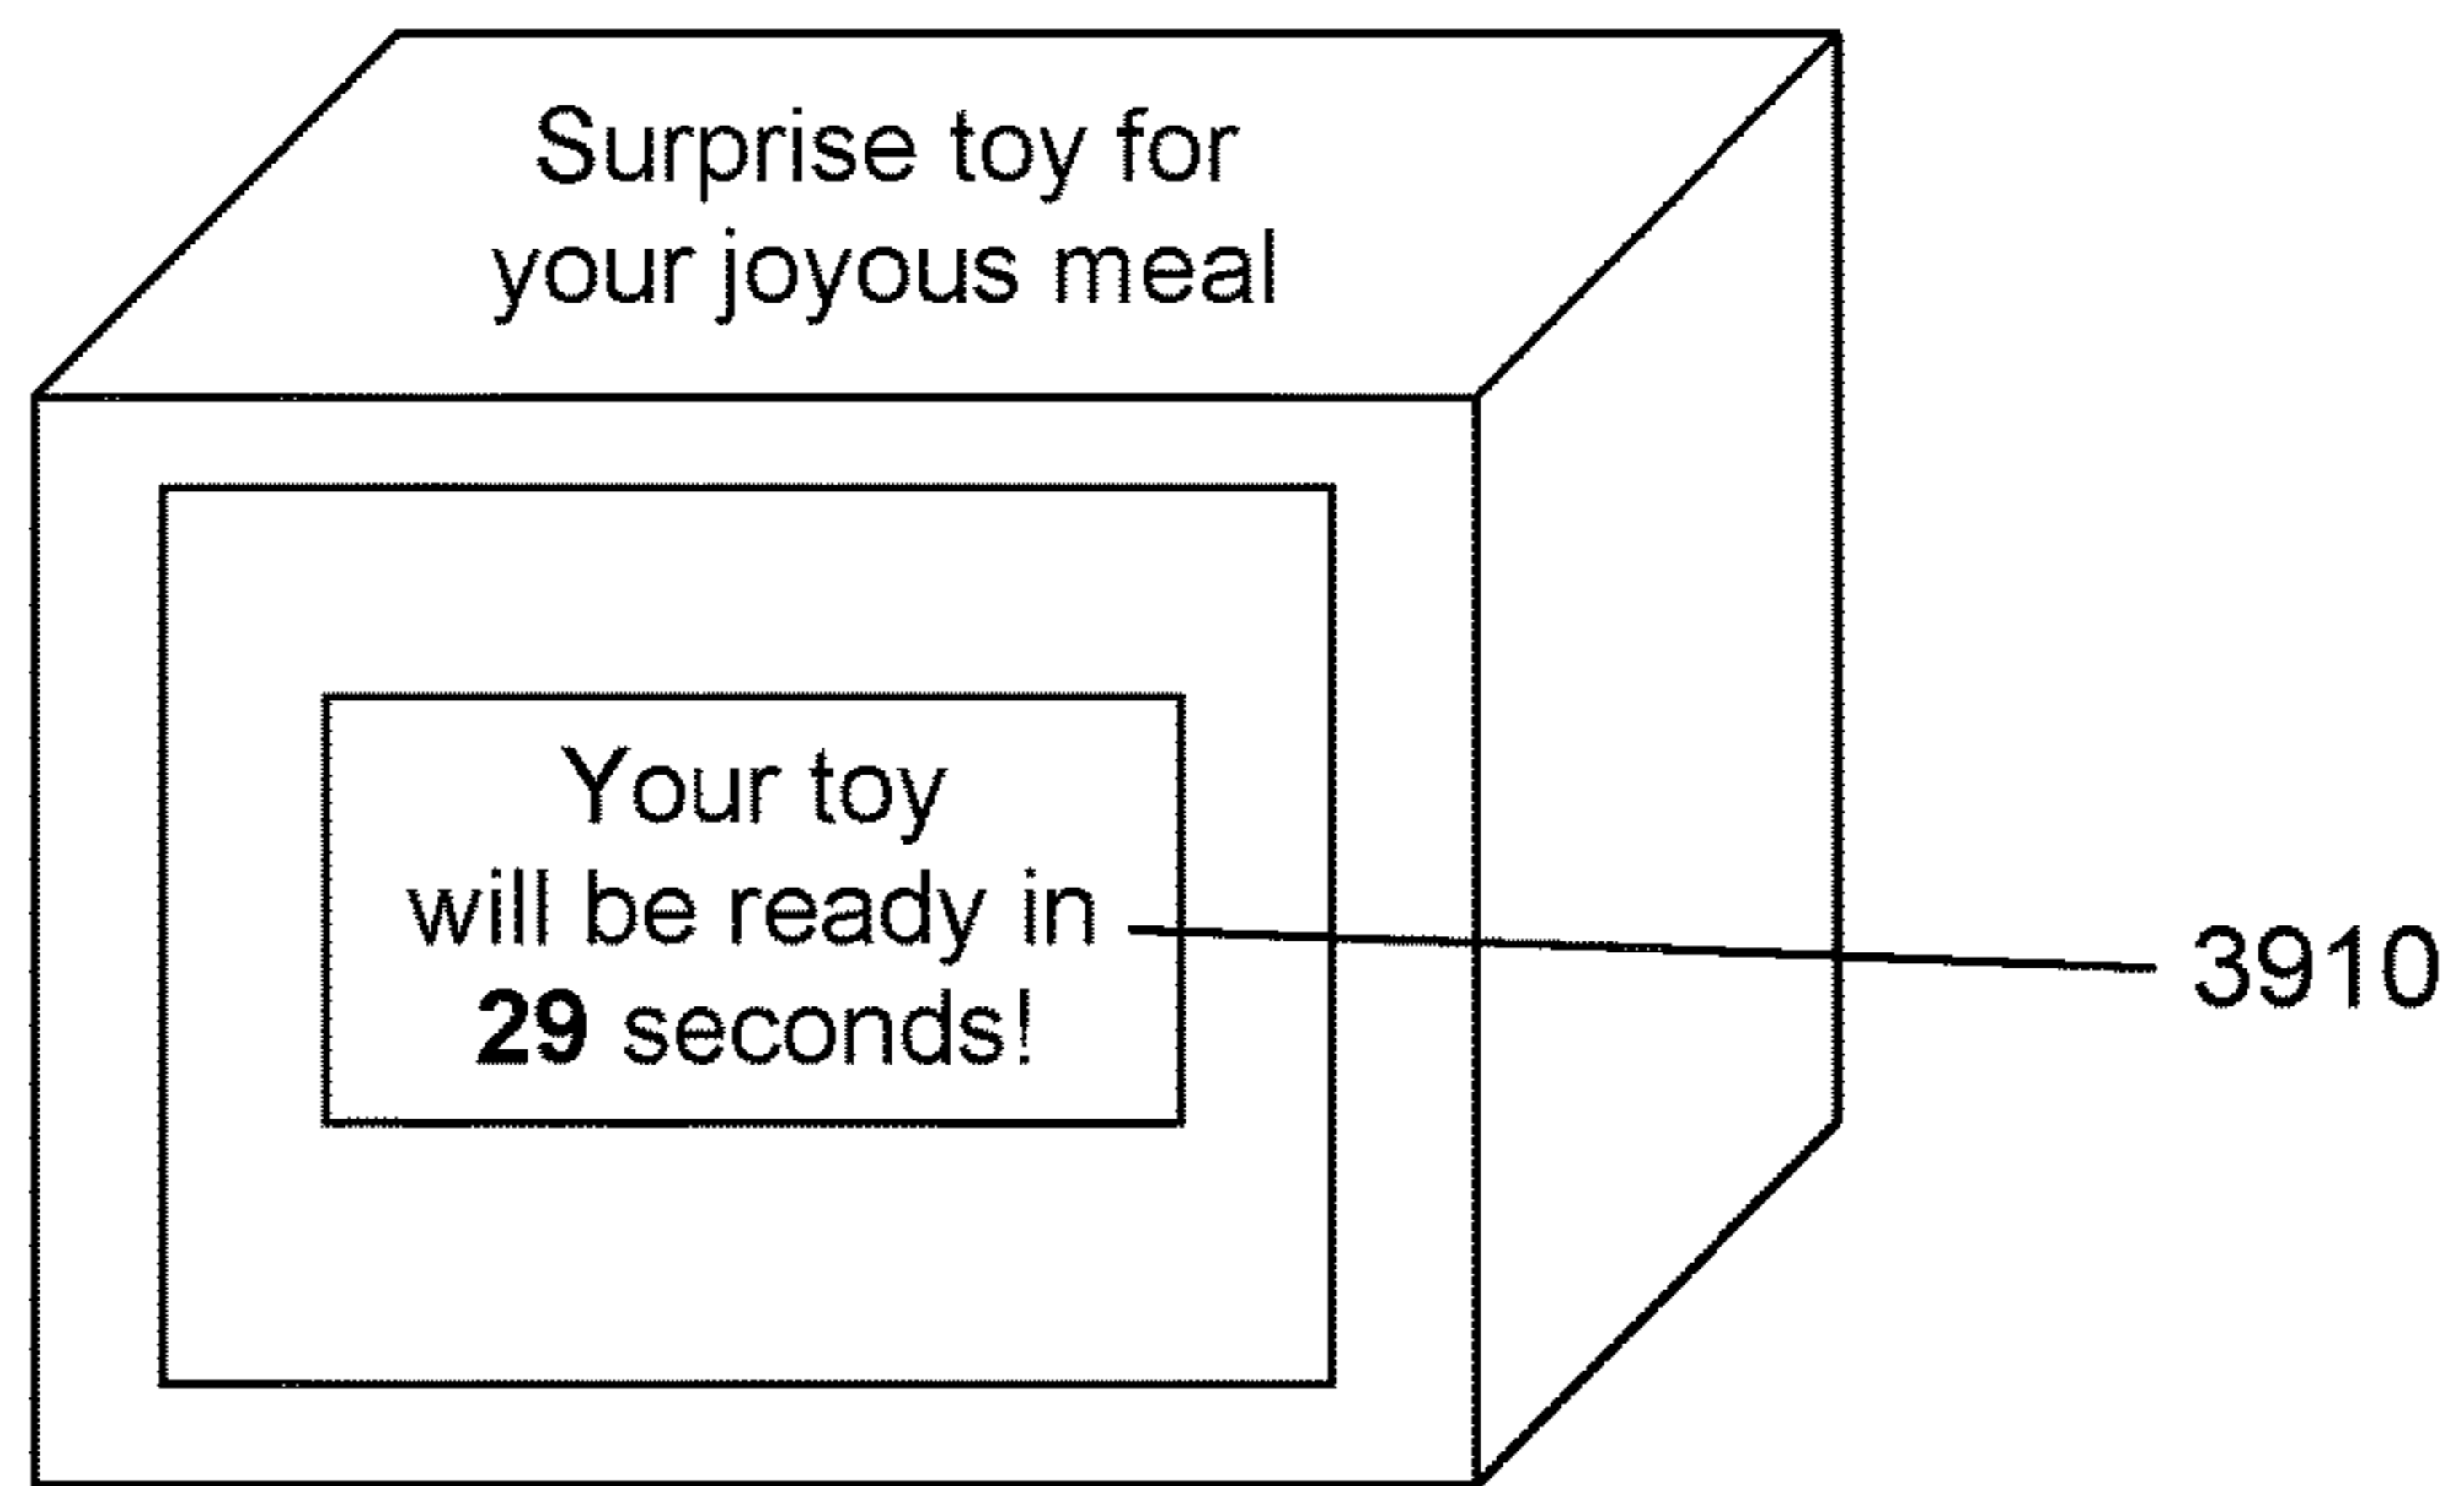 Surprise toy for
your joyous meal
Your toy
will be ready in
29 seconds!
3910